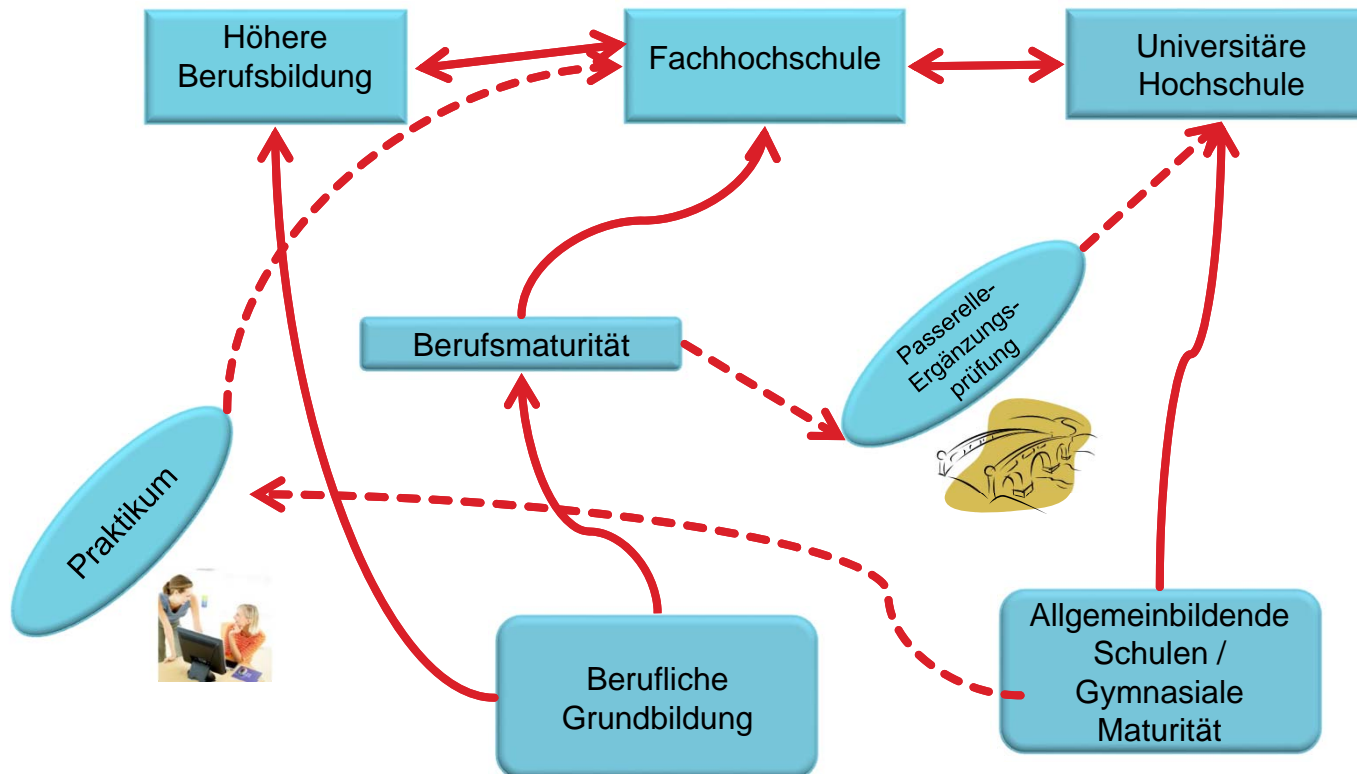 Höhere
Berufsbildung
Fachhochschule
Universitäre
Hochschule
Berufsmaturität
Passerelle-
Ergänzungs-
prüfung
Praktikum
Berufliche
Grundbildung
Allgemeinbildende
Schulen /
Gymnasiale
Maturität